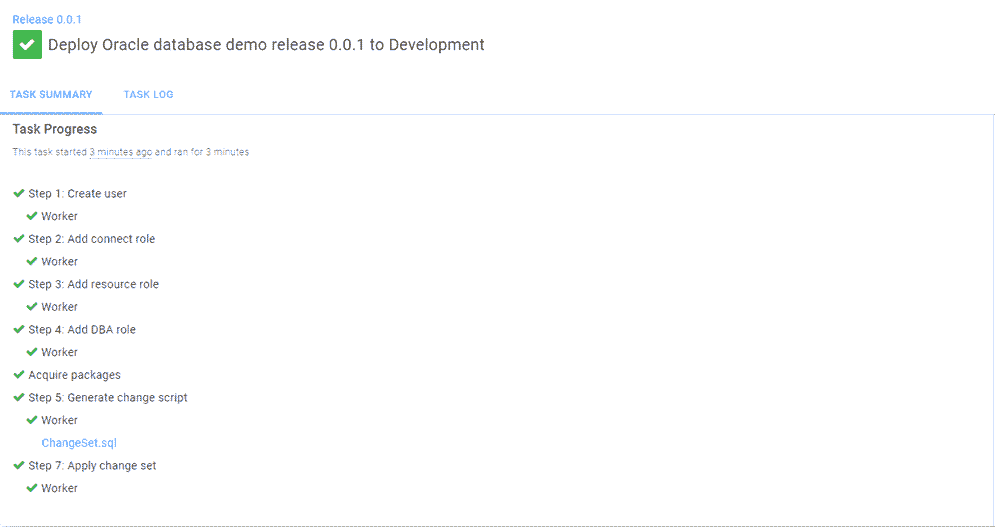 Release 0.0.1
Deploy Oracle database demo release 0.0.1 to Development
TASK SUMMARY TASK LOG
Task Progress
This task started 3 minutes ago and ran for 3 minutes
Step 1: Create user
Worker
Step 2: Add connect role
Worker
Step 3: Add resource role
Worker
Step 4: Add DBA role
Worker
Acquire packages
Step 5: Generate change script
Worker
ChangeSet.sql
Step 7: Apply change set
Worker